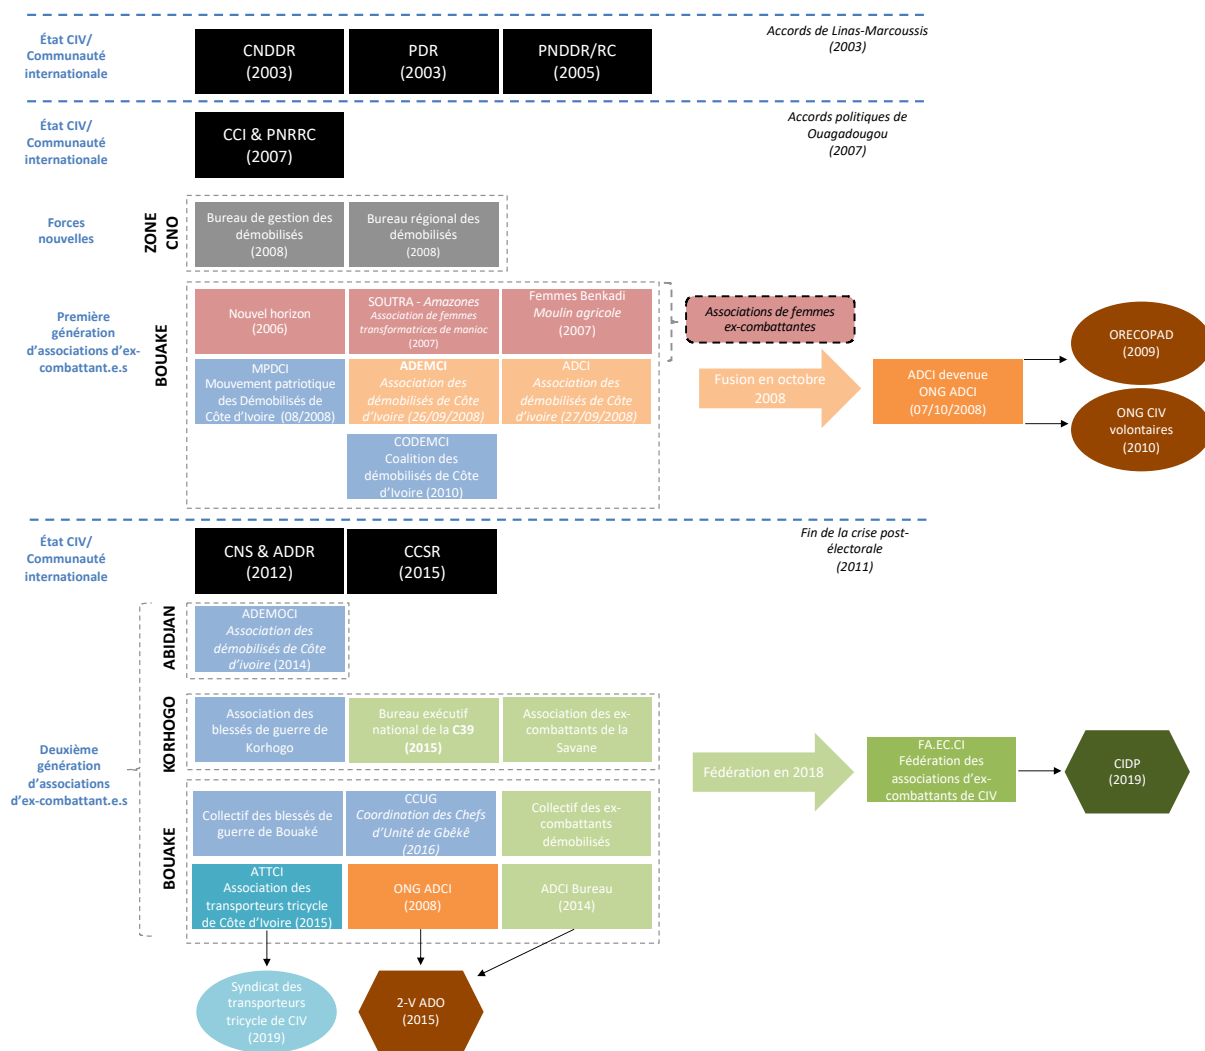 État CIV/
Communauté
internationale
CNDDR
(2003)
PDR
(2003)
PNDDR/RC
(2005)
Accords de Linas-Marcoussis
(2003)
État CIV/
Communauté
internationale
CCI & PNRRC
(2007)
Accords politiques de
Ouagadougou
(2007)
Forces
nouvelles
ZONE
CNO
Bureau de gestion des
démobilisés
(2008)
Bureau régional des
démobilisés
(2008)
Première
génération
d'associations d'ex-
combattant.e.s
BOUAKE
Nouvel horizon
(2006)
SOUTRA - Amazones
Association de femmes
transformatrices de manioc
(2007)
Femmes Benkadi
Moulin agricole
(2007)
Associations de femmes
ex-combattantes
MPDCI
Mouvement patriotique
des Démobilisés de
Côte d'Ivoire (08/2008)
ADEMCI
Association des
démobilisés de Côte
d'Ivoire (26/09/2008)
ADCI
Association des
démobilisés de Côte
d'ivoire (27/09/2008)
Fusion en octobre
2008
ADCI devenue
ONG ADCI
(07/10/2008)
ORECOPAD
(2009)
ONG CIV
volontaires
(2010)
CODEMCI
Coalition des
démobilisés de Côte
d'Ivoire (2010)
État CIV/
Communauté
internationale
CNS & ADDR
(2012)
CCSR
(2015)
Fin de la crise post-
électorale
(2011)
Deuxième
génération
d'associations
d'ex-combattant.e.s
ABIDJAN
ADEMOCI
Association des
démobilisés de Côte
d'ivoire (2014)
KORHOGO
Association des
blessés de guerre de
Korhogo
Bureau exécutif
national de la C39
(2015)
Association des ex-
combattants de la
Savane
Fédération en 2018
FA.EC.CI
Fédération des
associations d'ex-
combattants de CIV
CIDP
(2019)
BOUAKE
Collectif des blessés de
guerre de Bouaké
CCUG
Coordination des Chefs
d'Unité de Gbêkê
(2016)
Collectif des ex-
combattants
démobilisés
ATTCI
Association des
transporteurs tricycle
de Côte d'Ivoire (2015)
ONG ADCI
(2008)
ADCI Bureau
(2014)
Syndicat des
transporteurs
tricycle de CIV
(2019)
2-V ADO
(2015)